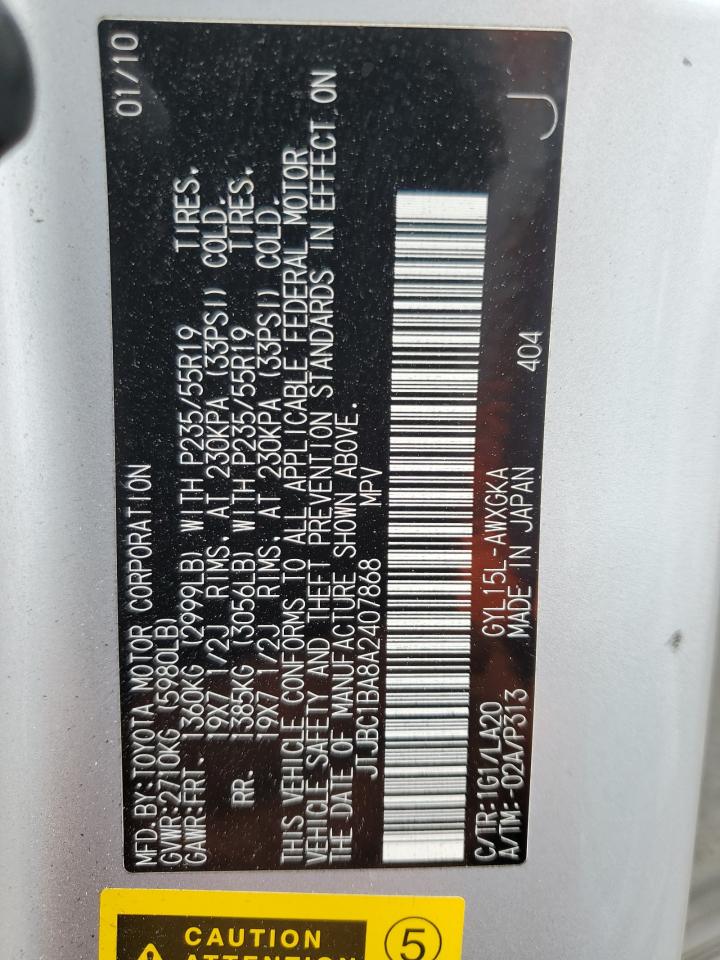 MFD.BY:TOYOTA MOTOR CORPORATION 01/10
GVWR:2710KG (5980LB)
GAWR:FRT. 1360KG (2999LB) WITH P235/55R19 TIRES.
19X7 1/2J RIMS, AT 230KPA (33PSI) COLD.
RR. 1385KG (3056LB) WITH P235/55R19 TIRES.
19X7 1/2J RIMS, AT 230KPA (33PSI) COLD.
THIS VEHICLE CONFORMS TO ALL APPLICABLE FEDERAL MOTOR
VEHICLE SAFETY AND THEFT PREVENTION STANDARDS IN EFFECT ON
THE DATE OF MANUFACTURE SHOWN ABOVE.
JTJBC1BA8A2407868 MPV
C/TR:1G1/LA20 GYL15L-AWXGKA
A/TM:-02A/P313 MADE IN JAPAN 404 J
CAUTION 5
ATTENTION